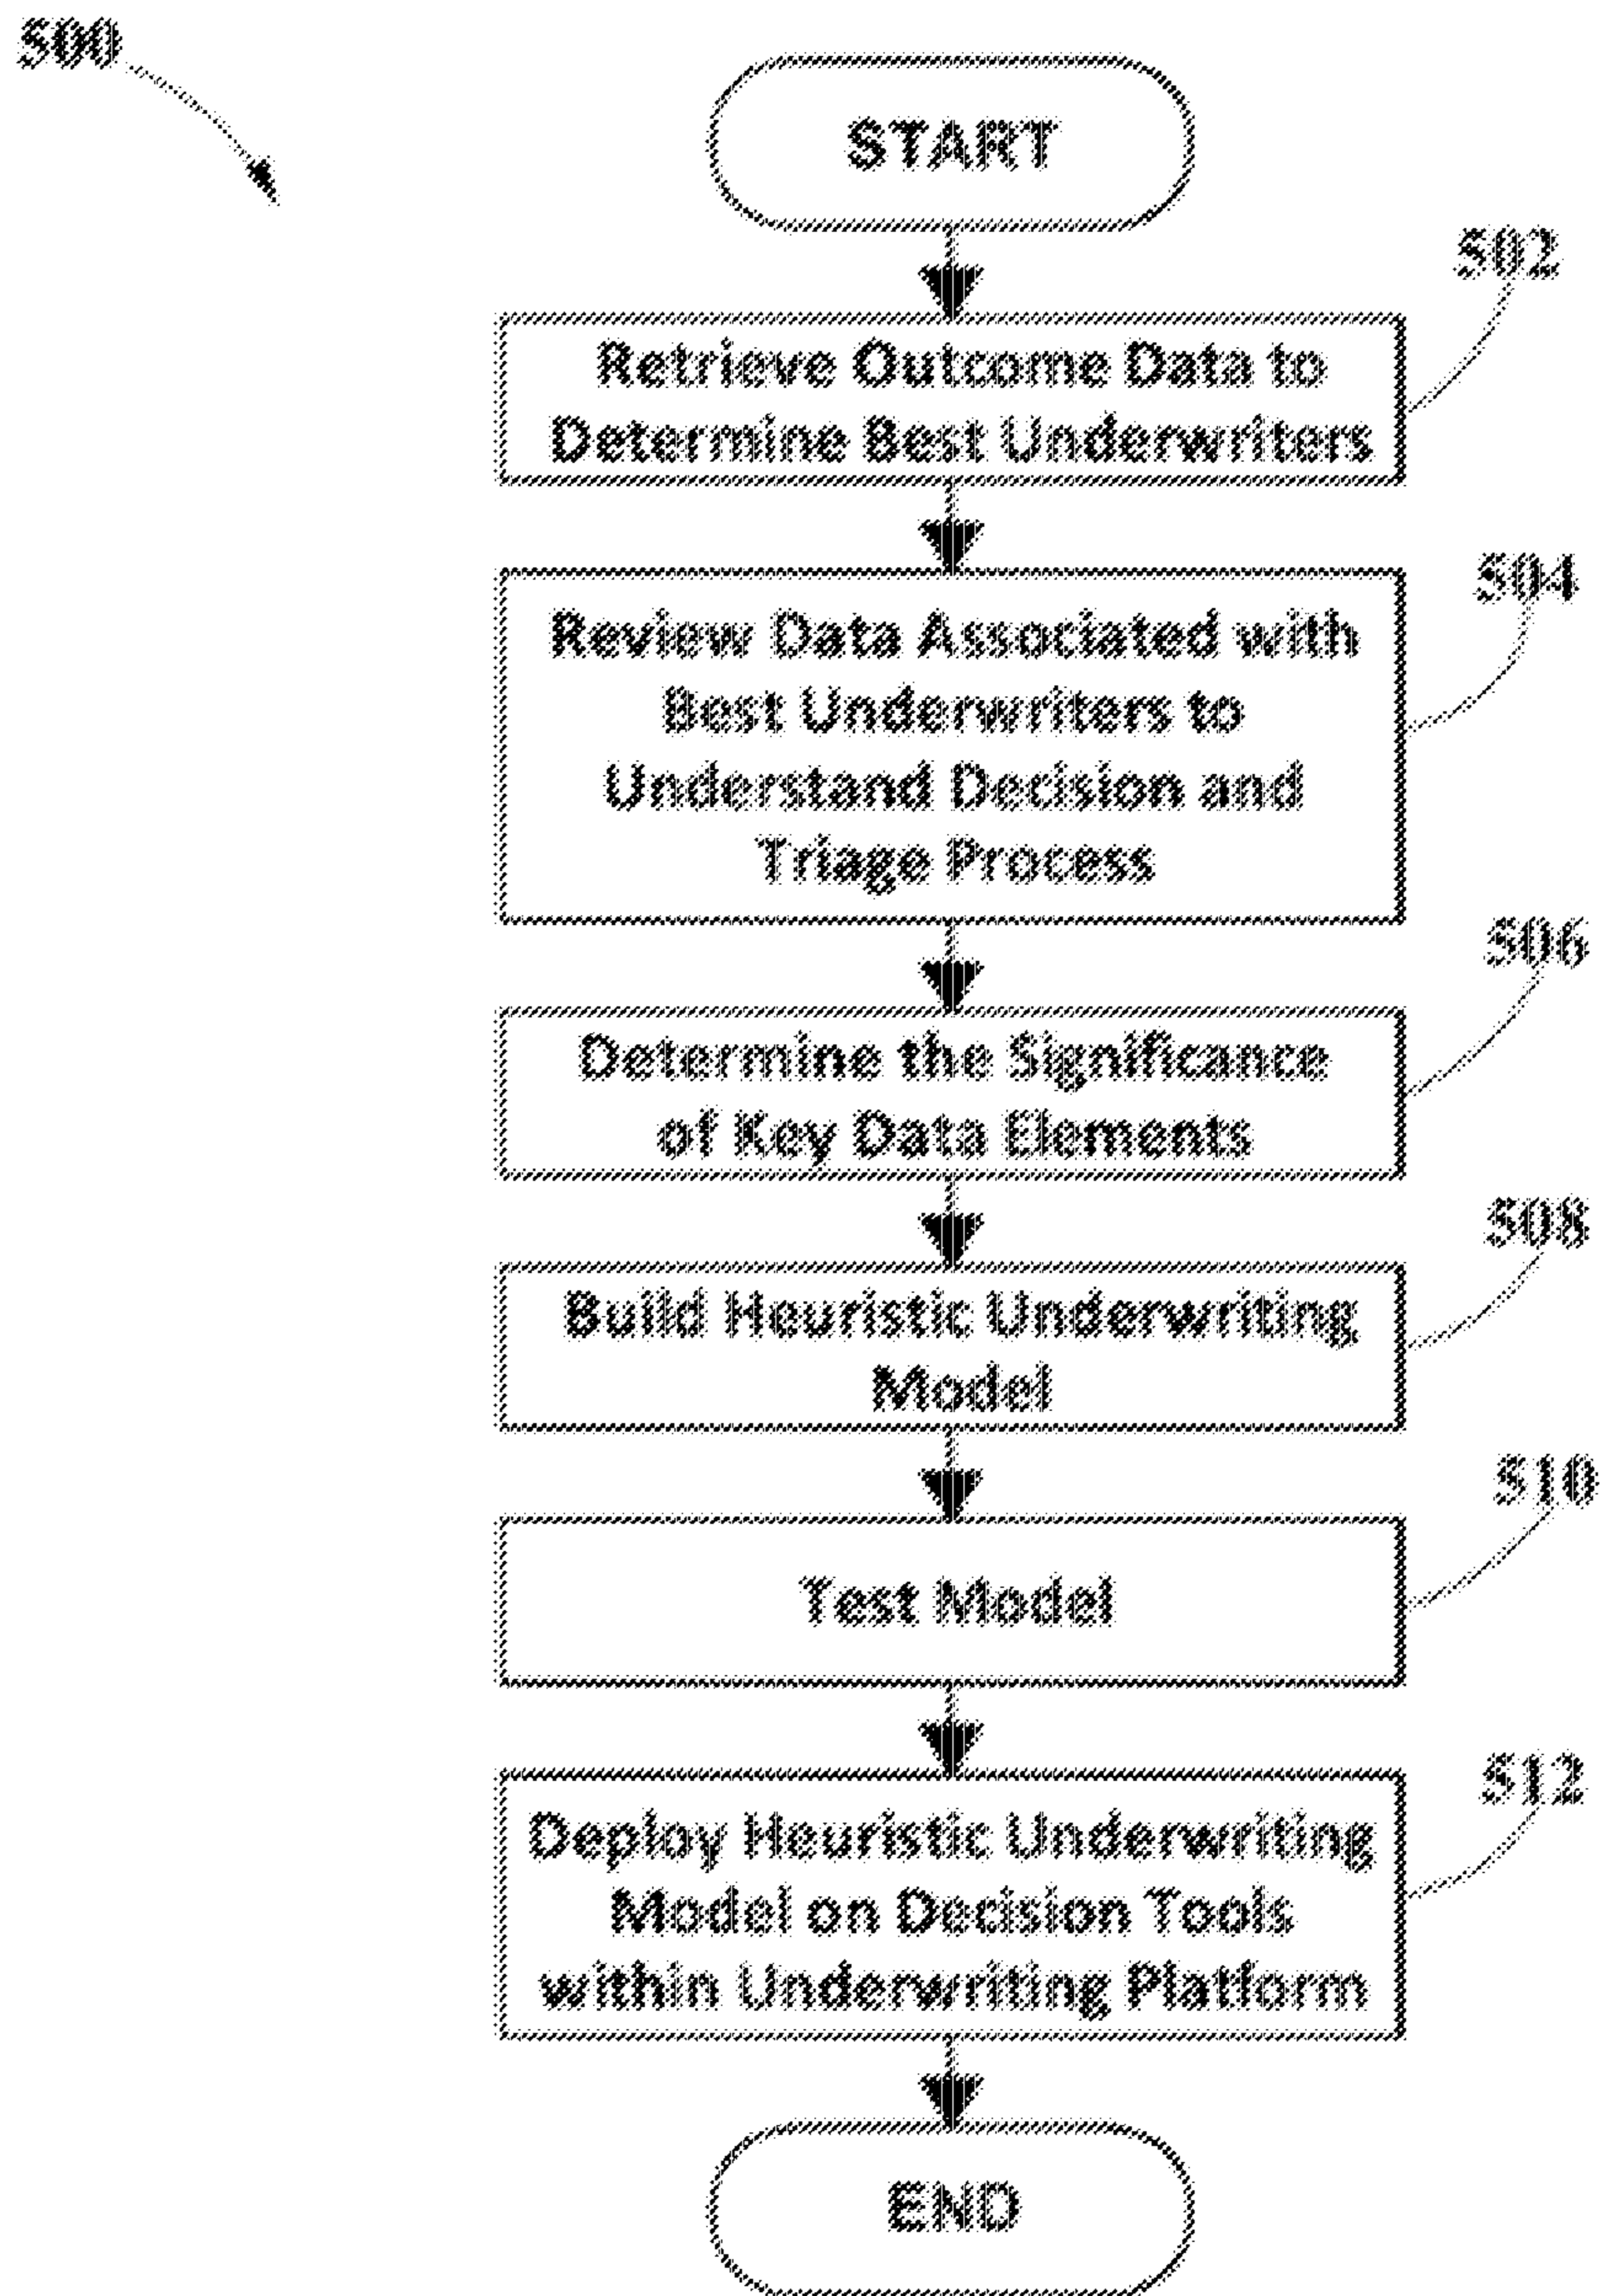 500
START
502
Retrieve Outcome Data to
Determine Best Underwriters
504
Review Data Associated with
Best Underwriters to
Understand Decision and
Triage Process
506
Determine the Significance
of Key Data Elements
508
Build Heuristic Underwriting
Model
510
Test Model
512
Deploy Heuristic Underwriting
Model on Decision Tools
within Underwriting Platform
END